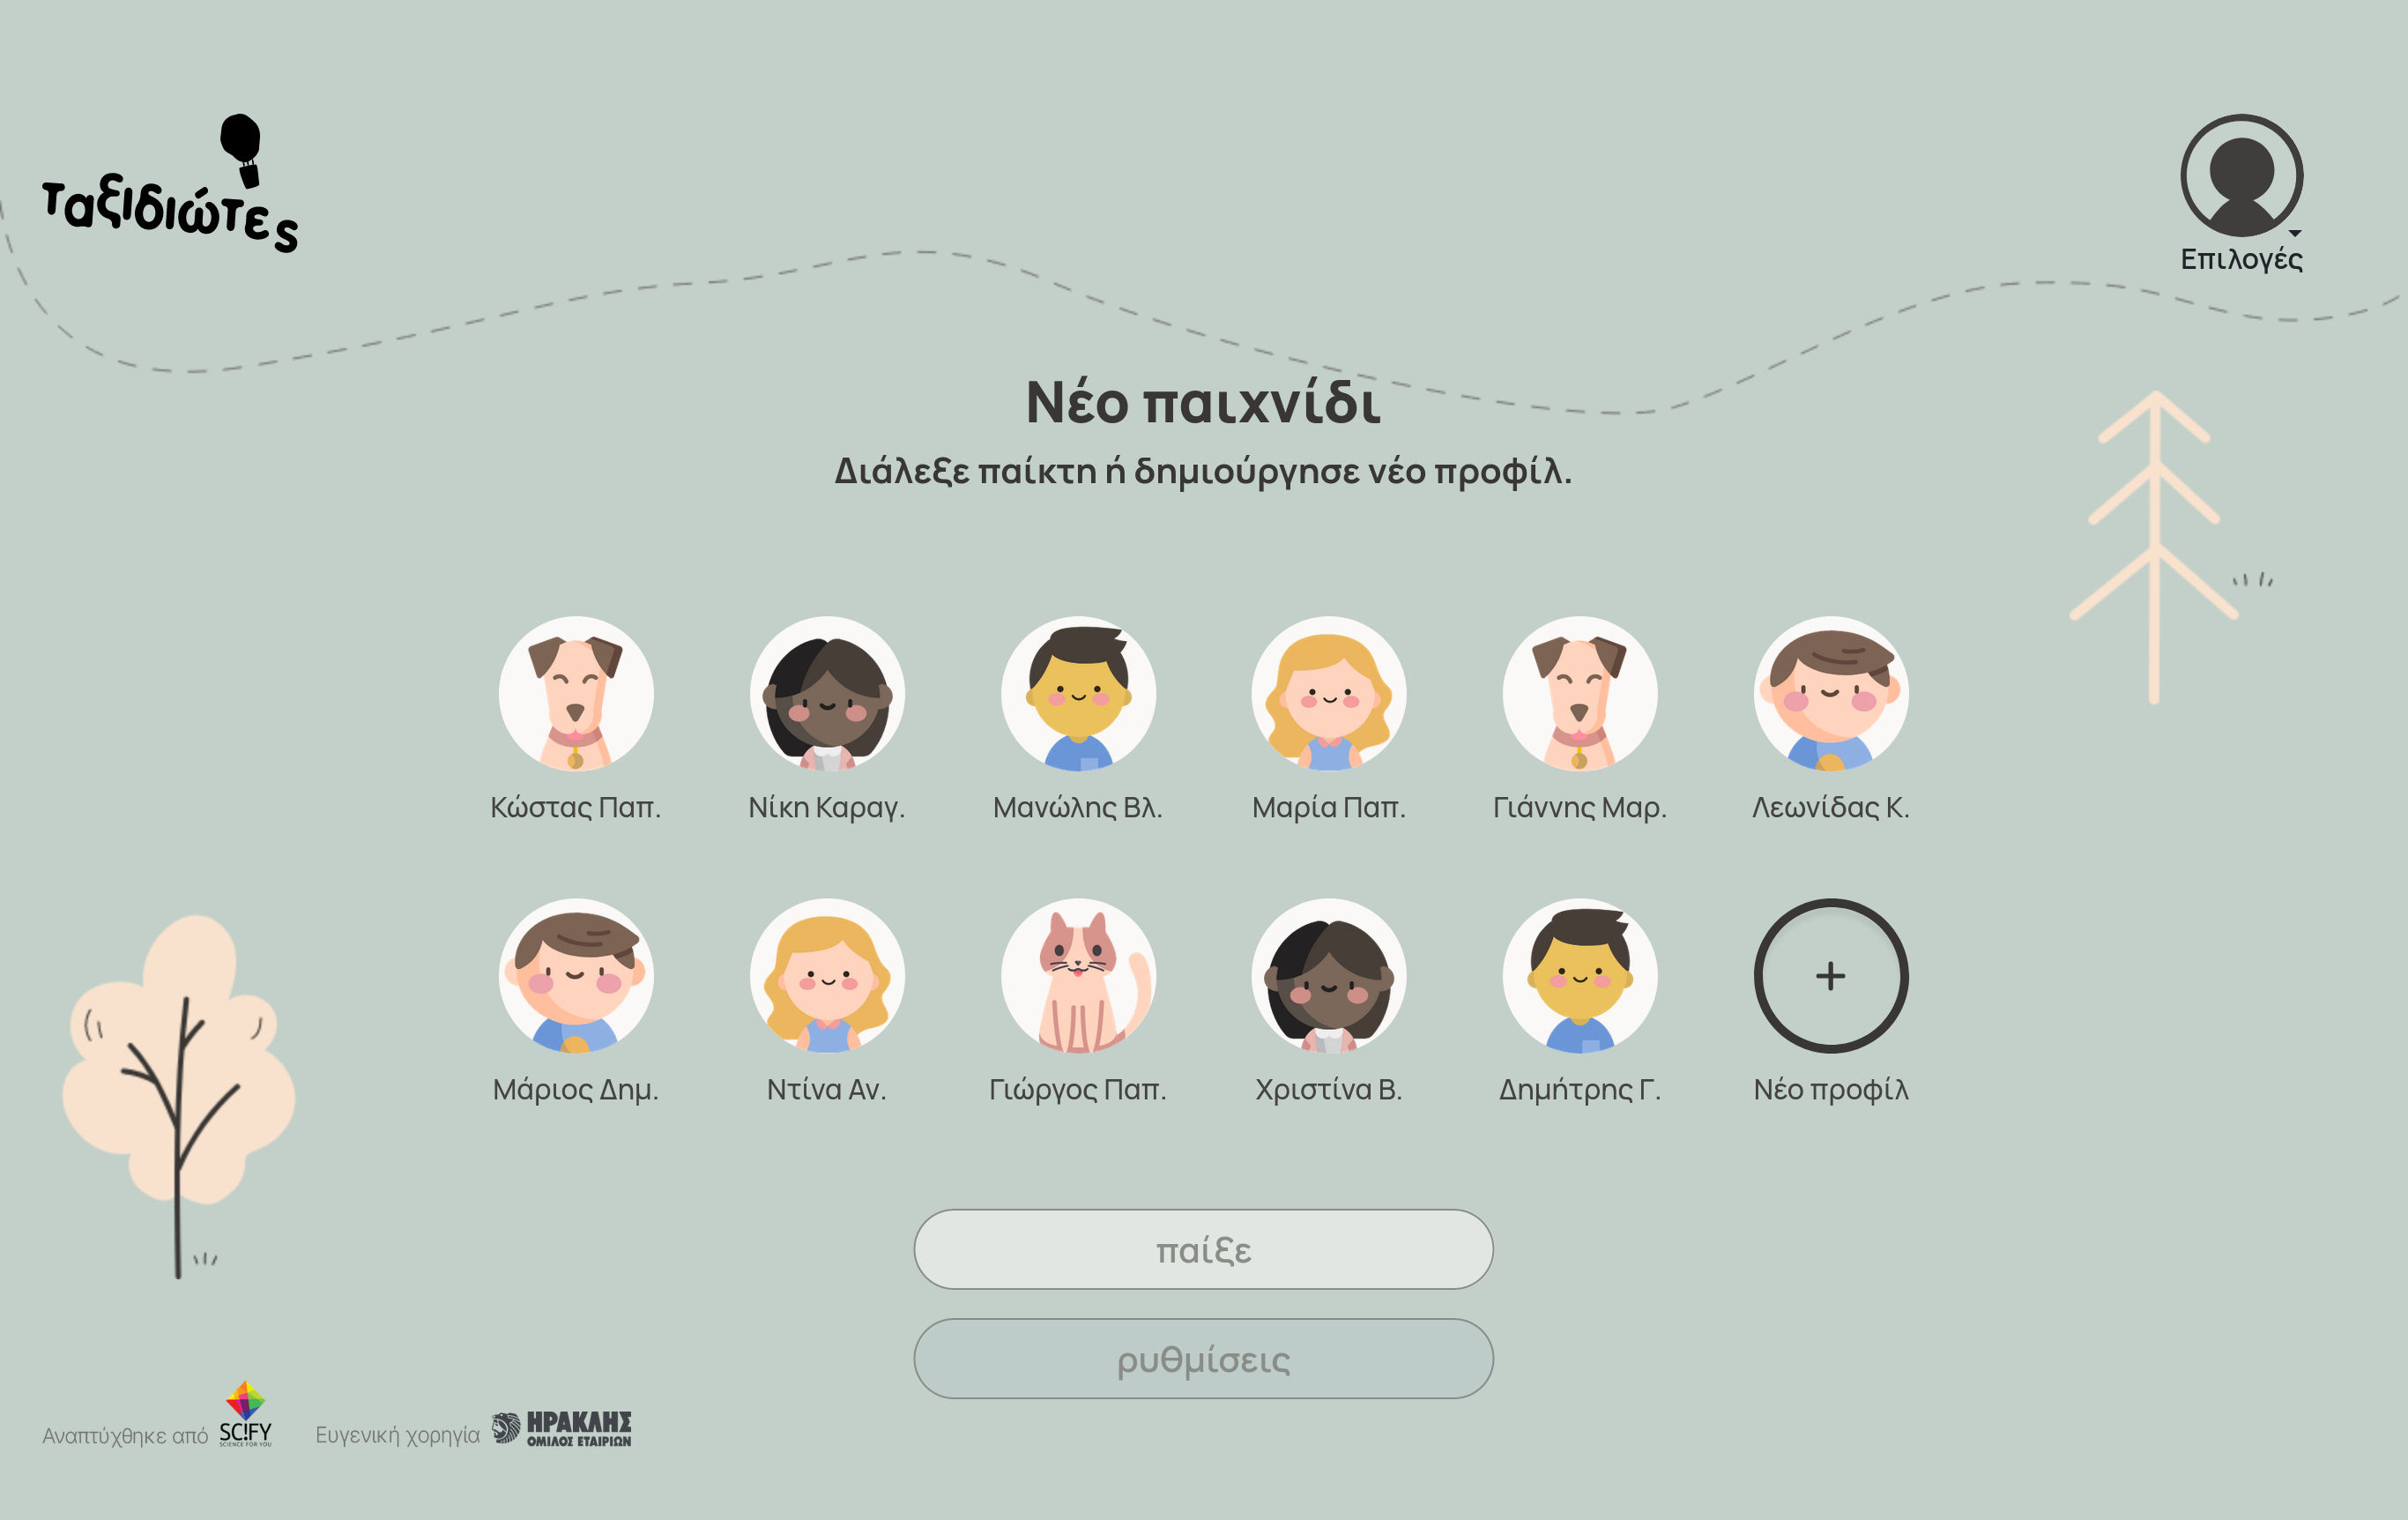 ταξιδιώτες
Επιλογές
Νέο παιχνίδι
Διάλεξε παίκτη ή δημιούργησε νέο προφίλ.
Κώστας Παπ.
Νίκη Καραγ.
Μανώλης Βλ.
Μαρία Παπ.
Γιάννης Μαρ.
Λεωνίδας Κ.
Μάριος Δημ.
Ντίνα Αν.
Γιώργος Παπ.
Χριστίνα Β.
Δημήτρης Γ.
Νέο προφίλ
παίξε
ρυθμίσεις
Αναπτύχθηκε από
SC!FY
SCIENCE FOR YOU
Ευγενική χορηγία
ΗΡΑΚΛΗΣ
ΟΜΙΛΟΣ ΕΤΑΙΡΙΩΝ